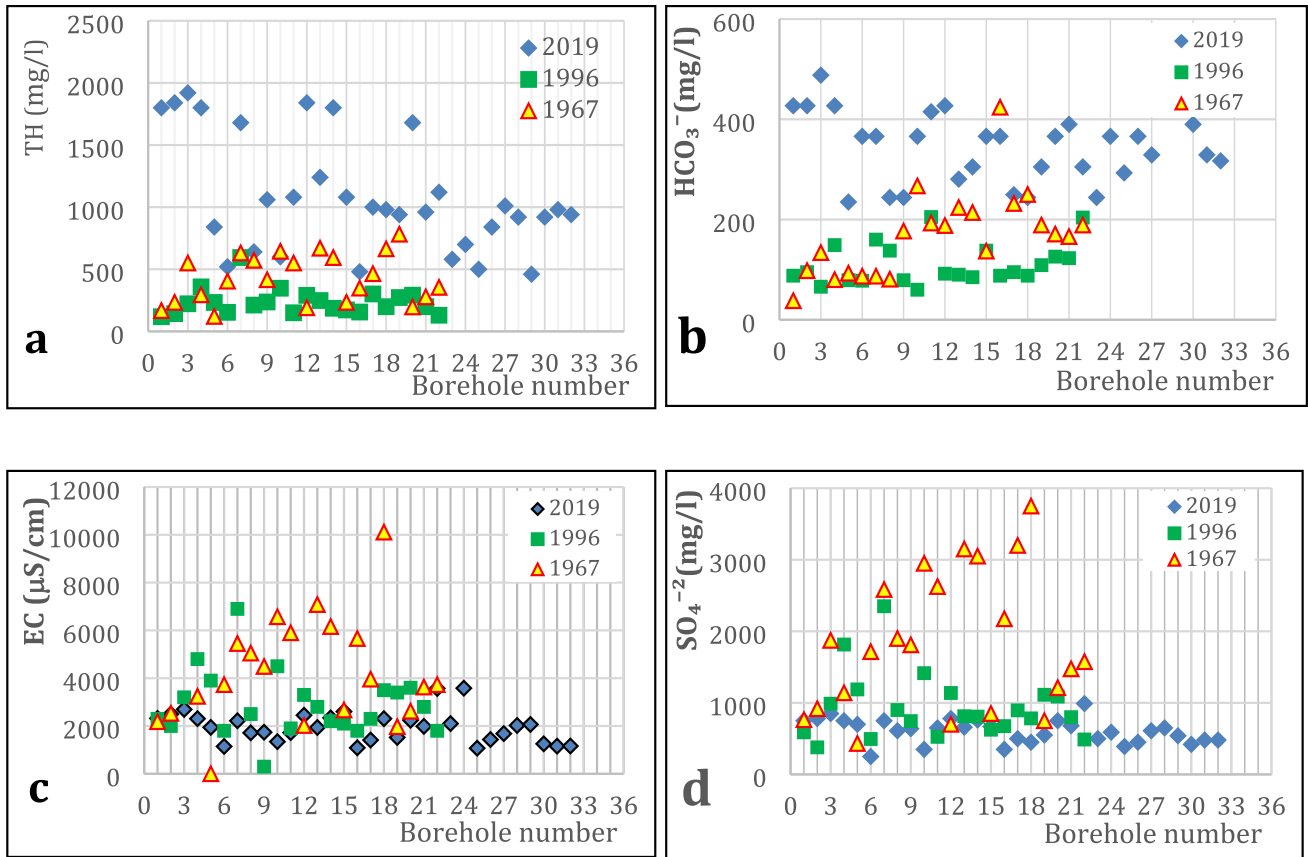 2500
2000
1500
1000
500
0
TH (mg/l)
2019
1996
1967
a
0 3 6 9 12 15 18 21 24 27 30 33 36
Borehole number
600
400
200
0
HCO₃⁻(mg/l)
2019
1996
1967
b
0 3 6 9 12 15 18 21 24 27 30 33 36
Borehole number
12000
10000
8000
6000
4000
2000
0
EC (µS/cm)
2019
1996
1967
c
0 3 6 9 12 15 18 21 24 27 30 33 36
Borehole number
4000
3000
2000
1000
0
SO₄⁻²(mg/l)
2019
1996
1967
d
0 3 6 9 12 15 18 21 24 27 30 33 36
Borehole number